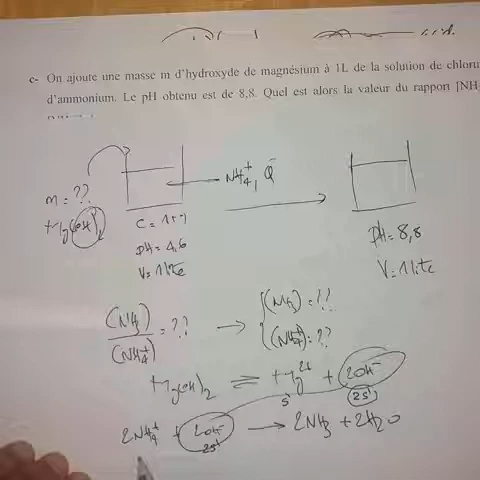 c- On ajoute une masse m d'hydroxyde de magnésium à 1L de la solution de chloru
d'ammonium. Le pH obtenu est de 8,8. Quel est alors la valeur du rapport [NH
NH₄⁺, Cl⁻
m = ??
Mg(OH)₂
C = 1M
pH = 4,6
V = 1 litre
pH = 8,8
V = 1 litre
(NH₃)/(NH₄⁺) = ?? → { (NH₃) = ??
(NH₄⁺) = ??
Mg(OH)₂ ⇌ Mg²⁺ + 2OH⁻
s 2s
2NH₄⁺ + 2OH⁻ → 2NH₃ + 2H₂O
2s